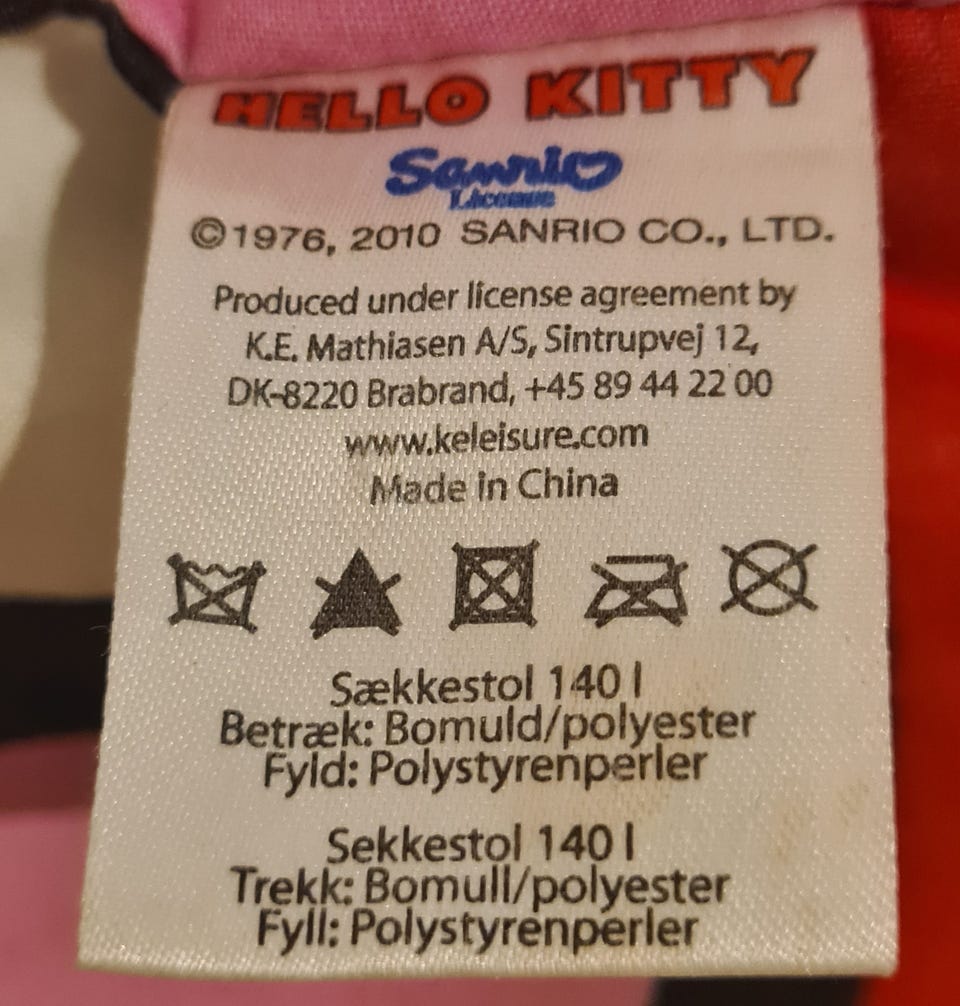 HELLO KITTY
Sanrio
License
©1976, 2010 SANRIO CO., LTD.
Produced under license agreement by
K.E. Mathiasen A/S, Sintrupvej 12,
DK-8220 Brabrand, +45 89 44 22 00
www.keleisure.com
Made in China
Sækkestol 140 l
Betræk: Bomuld/polyester
Fyld: Polystyrenperler
Sekkestol 140 l
Trekk: Bomull/polyester
Fyll: Polystyrenperler